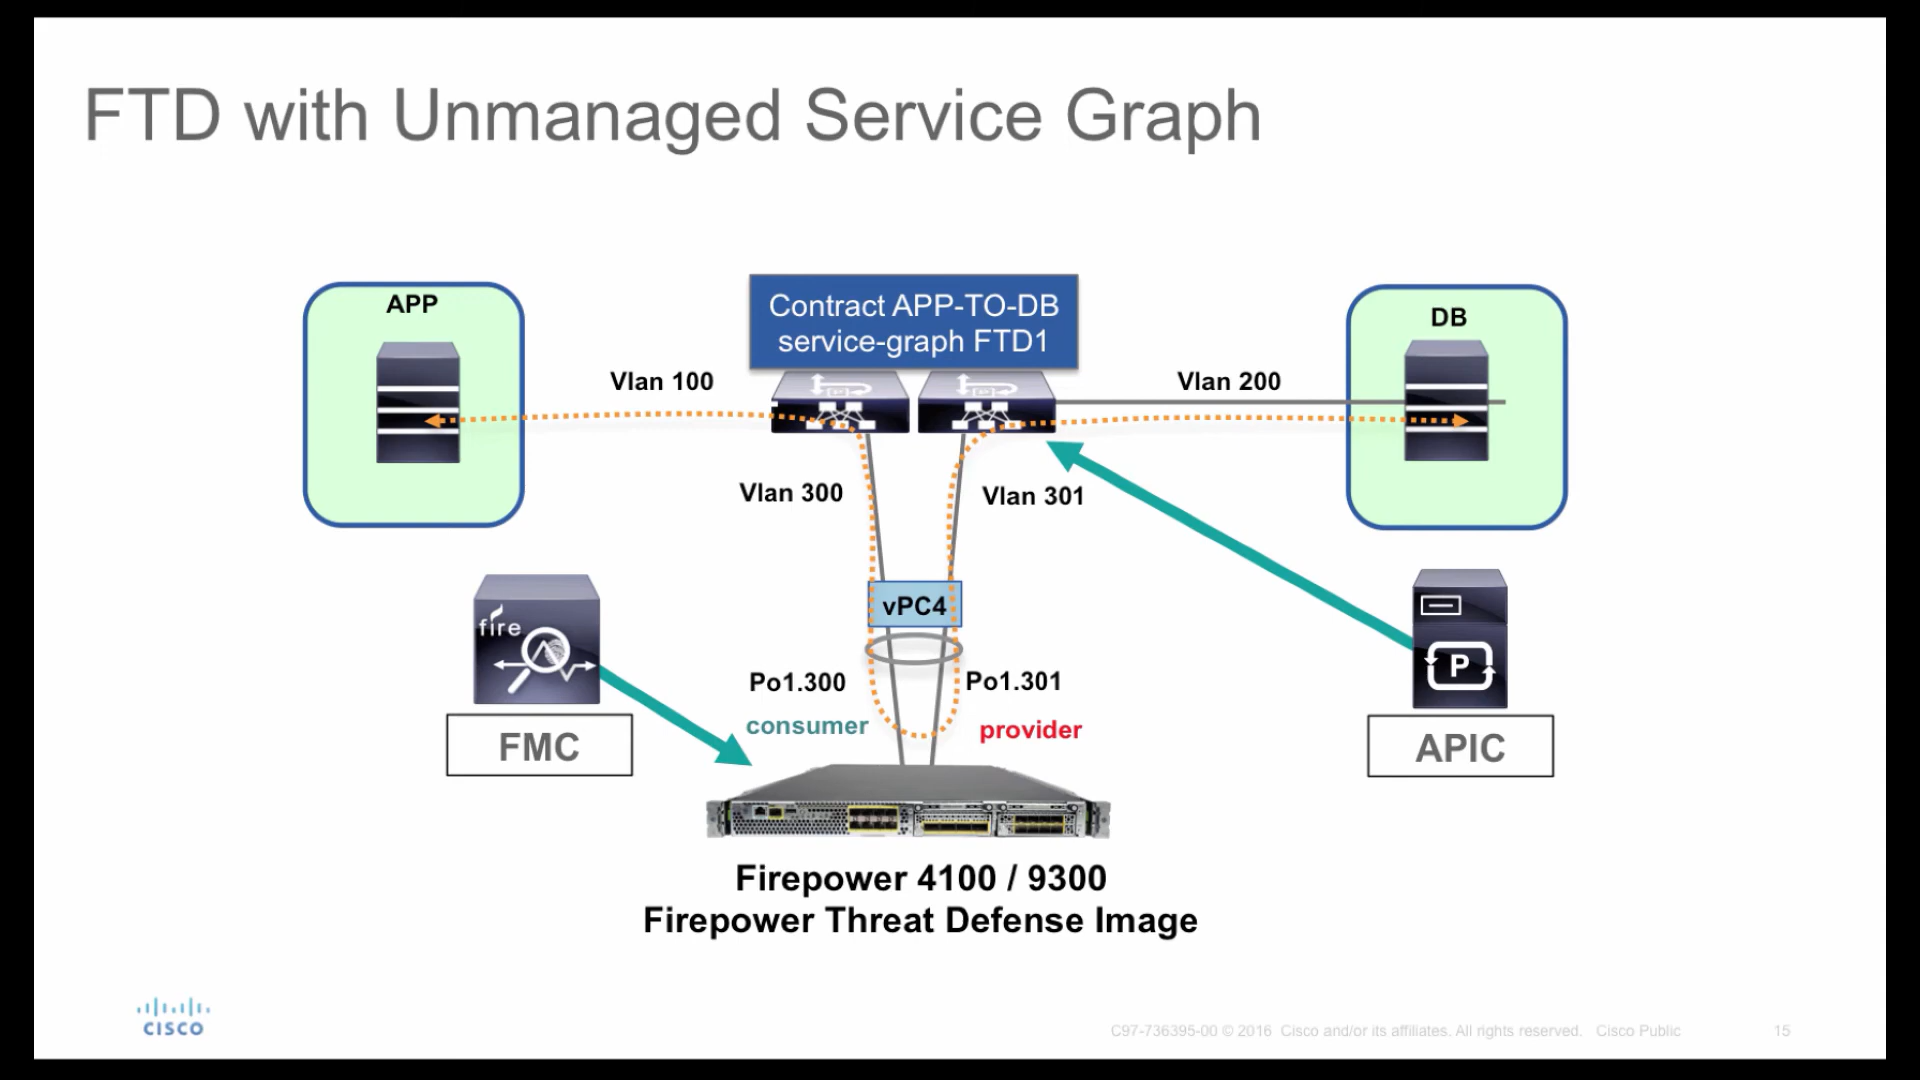 FTD with Unmanaged Service Graph
APP
Contract APP-TO-DB
service-graph FTD1
DB
Vlan 100
Vlan 200
Vlan 300
Vlan 301
vPC4
fire
P
Po1.300
Po1.301
consumer
provider
FMC
APIC
Firepower 4100 / 9300
Firepower Threat Defense Image
CISCO
C97-736395-00 © 2016 Cisco and/or its affiliates. All rights reserved. Cisco Public
15